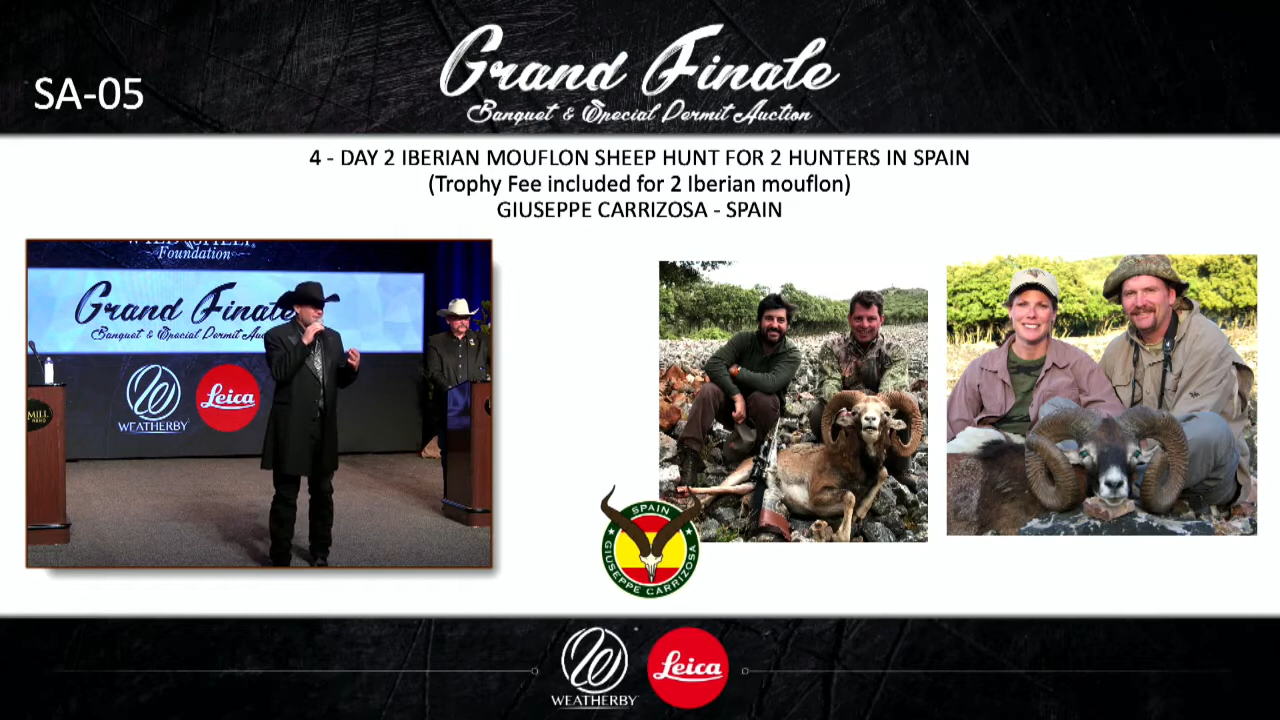 SA-05
Grand Finale
Banquet & Special Permit Auction
4 - DAY 2 IBERIAN MOUFLON SHEEP HUNT FOR 2 HUNTERS IN SPAIN
(Trophy Fee included for 2 Iberian mouflon)
GIUSEPPE CARRIZOSA - SPAIN
Foundation
Grand Finale
Banquet & Special Permit
WEATHERBY
Leica
MILL
SPAIN
GIUSEPPE CARRIZOSA
WEATHERBY
Leica